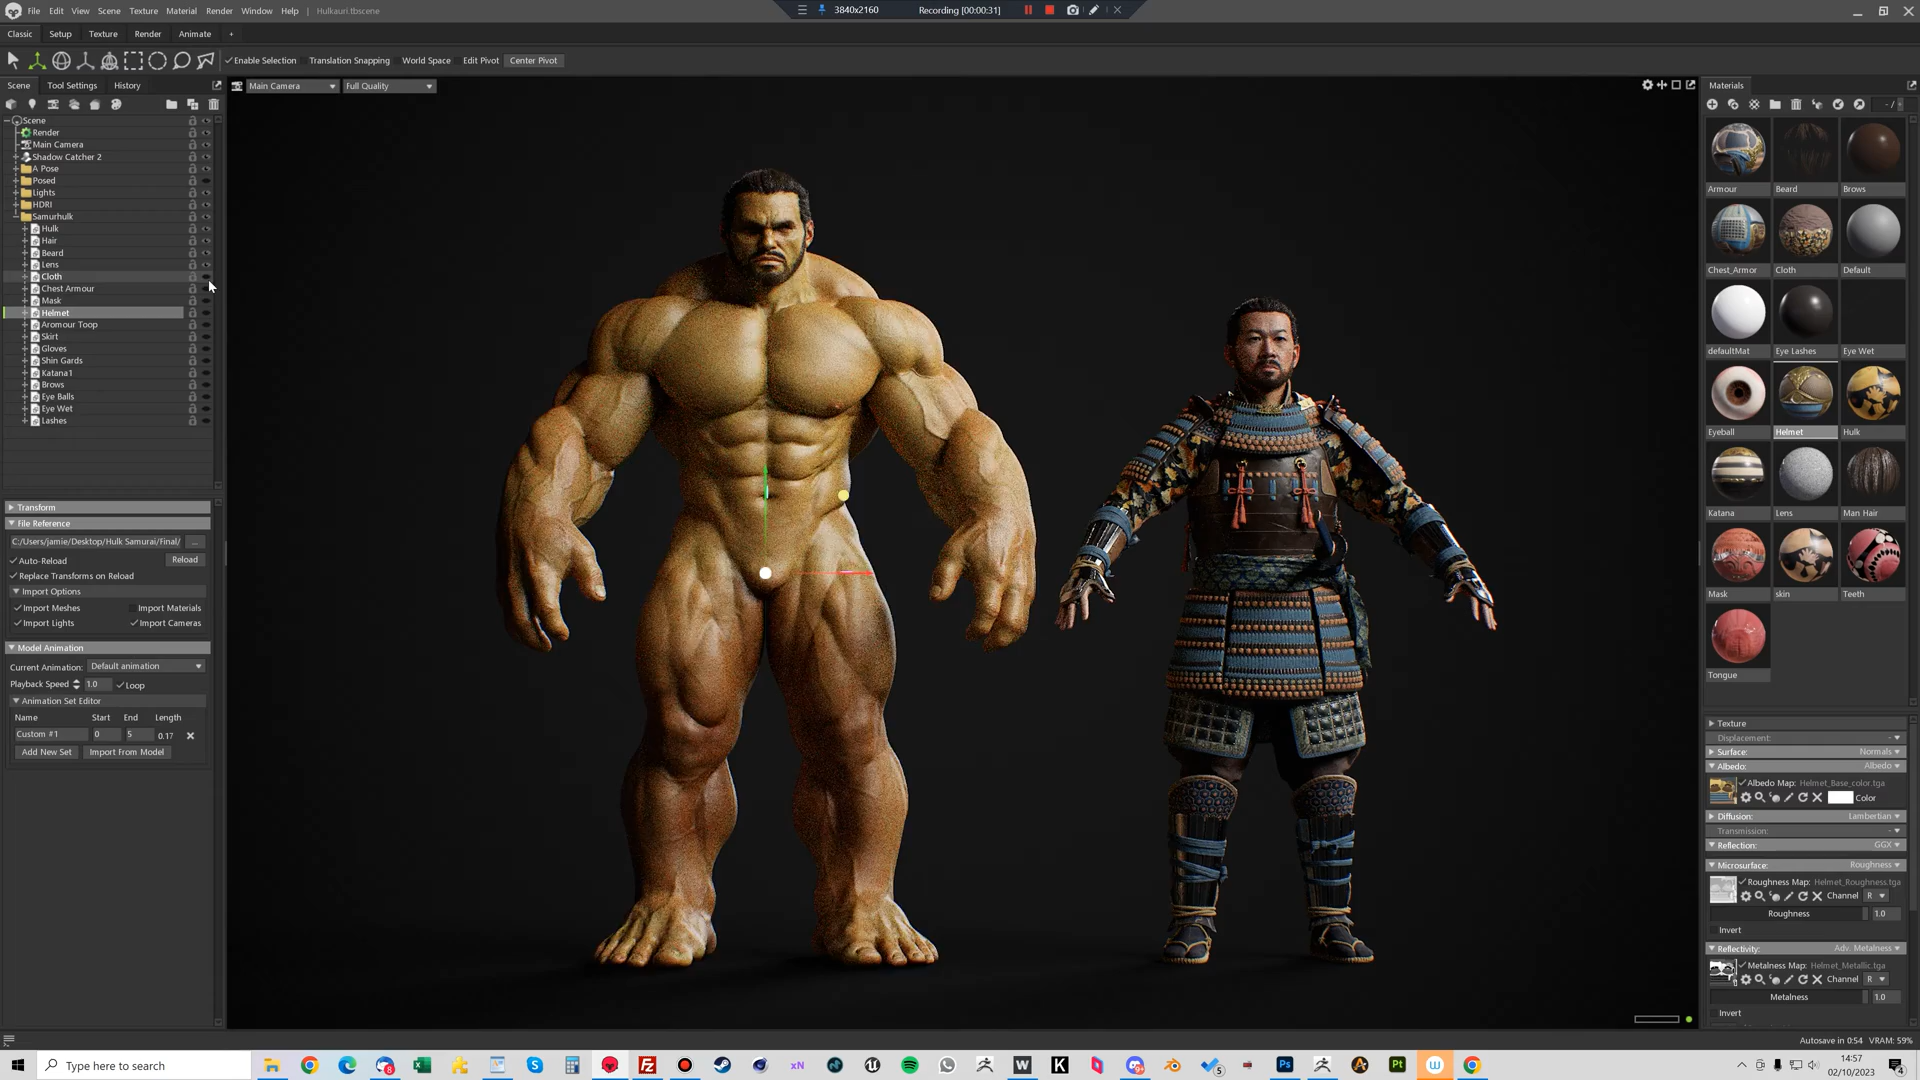 File Edit View Scene Texture Material Render Window Help Hulkauri.tbscene
3840x2160 Recording [00:00:31]
Classic Setup Texture Render Animate +
Enable Selection Translation Snapping World Space Edit Pivot Center Pivot
Scene Tool Settings History
Main Camera Full Quality
Scene
Render
Main Camera
Shadow Catcher 2
A Pose
Posed
Lights
HDRI
Samurhulk
Hulk
Hair
Beard
Lens
Cloth
Chest Armour
Mask
Helmet
Aromour Toop
Skirt
Gloves
Shin Gards
Katana1
Brows
Eye Balls
Eye Wet
Lashes
Transform
File Reference
C:/Users/jamie/Desktop/Hulk Samurai/Final/ ...
Auto-Reload Reload
Replace Transforms on Reload
Import Options
Import Meshes Import Materials
Import Lights Import Cameras
Model Animation
Current Animation: Default animation
Playback Speed 1.0 Loop
Animation Set Editor
Name Start End Length
Custom #1 0 5 0.17
Add New Set Import From Model
Materials
Armour Beard Brows
Chest_Armor Cloth Default
defaultMat Eye Lashes Eye Wet
Eyeball Helmet Hulk
Katana Lens Man Hair
Mask skin Teeth
Tongue
Texture
Displacement:
Surface: Normals
Albedo: Albedo
Albedo Map: Helmet_Base_color.tga
Color
Diffusion: Lambertian
Transmission:
Reflection: GGX
Microsurface: Roughness
Roughness Map: Helmet_Roughness.tga
Channel R
Roughness 1.0
Invert
Reflectivity: Adv. Metalness
Metalness Map: Helmet_Metallic.tga
Channel R
Metalness 1.0
Invert
Autosave in 0:54 VRAM: 59%
Type here to search
14:57
02/10/2023